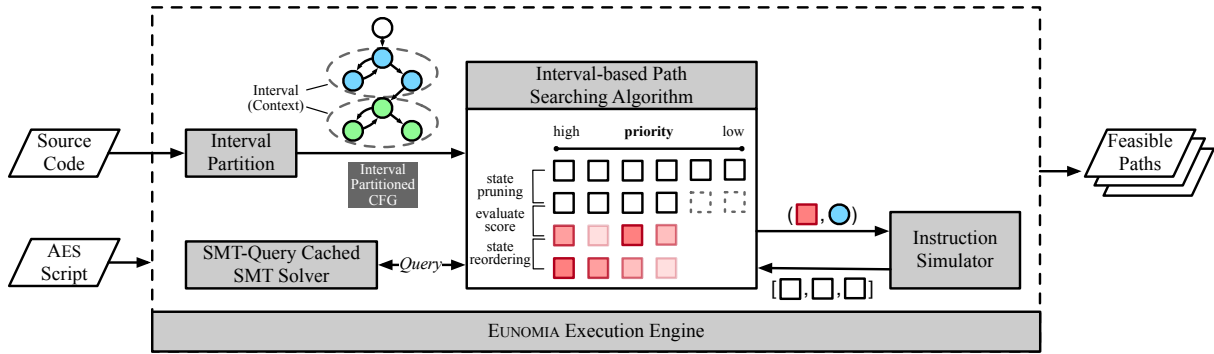 Source
Code
AES
Script
Interval
Partition
Interval
(Context)
Interval
Partitioned
CFG
SMT-Query Cached
SMT Solver
Query
Interval-based Path
Searching Algorithm
high priority low
state
pruning
evaluate
score
state
reordering
( , )
[ , , ]
Instruction
Simulator
Feasible
Paths
EUNOMIA Execution Engine